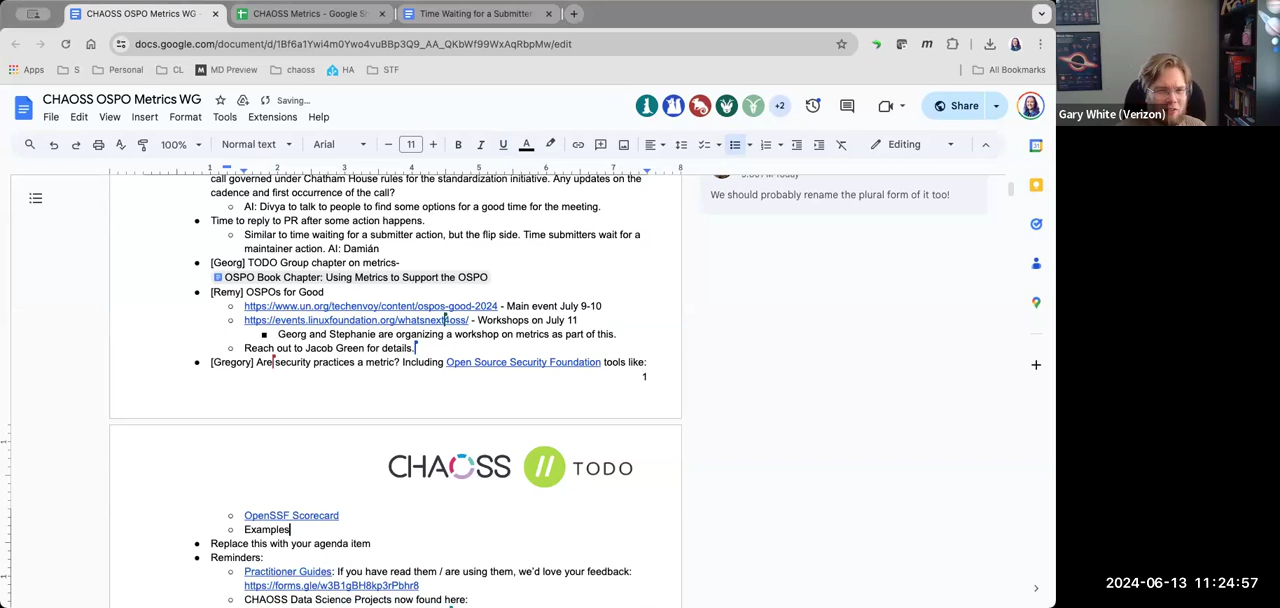 CHAOSS OSPO Metrics WG -
CHAOSS Metrics - Google Sh
Time Waiting for a Submitter
docs.google.com/document/d/1Bf6a1Ywi4m0Ywo4vuBBp3Q9_AA_QKbWf99WxAqRbpMw/edit
Apps
S
Personal
CL
MD Preview
chaoss
HA
STF
All Bookmarks
CHAOSS OSPO Metrics WG
Saving...
File Edit View Insert Format Tools Extensions Help
+2
Share
100%
Normal text
Arial
11
Editing
1 1 2 3 4 5 6 7 8
call governed under Chatham House rules for the standardization initiative. Any updates on the
cadence and first occurrence of the call?
AI: Divya to talk to people to find some options for a good time for the meeting.
Time to reply to PR after some action happens.
Similar to time waiting for a submitter action, but the flip side. Time submitters wait for a
maintainer action. AI: Damián
[Georg] TODO Group chapter on metrics-
OSPO Book Chapter: Using Metrics to Support the OSPO
[Remy] OSPOs for Good
https://www.un.org/techenvoy/content/ospos-good-2024 - Main event July 9-10
https://events.linuxfoundation.org/whatsnext4oss/ - Workshops on July 11
Georg and Stephanie are organizing a workshop on metrics as part of this.
Reach out to Jacob Green for details.
[Gregory] Are security practices a metric? Including Open Source Security Foundation tools like:
1
CHAOSS TODO
OpenSSF Scorecard
Examples
Replace this with your agenda item
Reminders:
Practitioner Guides: If you have read them / are using them, we'd love your feedback:
https://forms.gle/w3B1gBH8kp3rPbhr8
CHAOSS Data Science Projects now found here:
We should probably rename the plural form of it too!
Gary White (Verizon)
2024-06-13 11:24:57